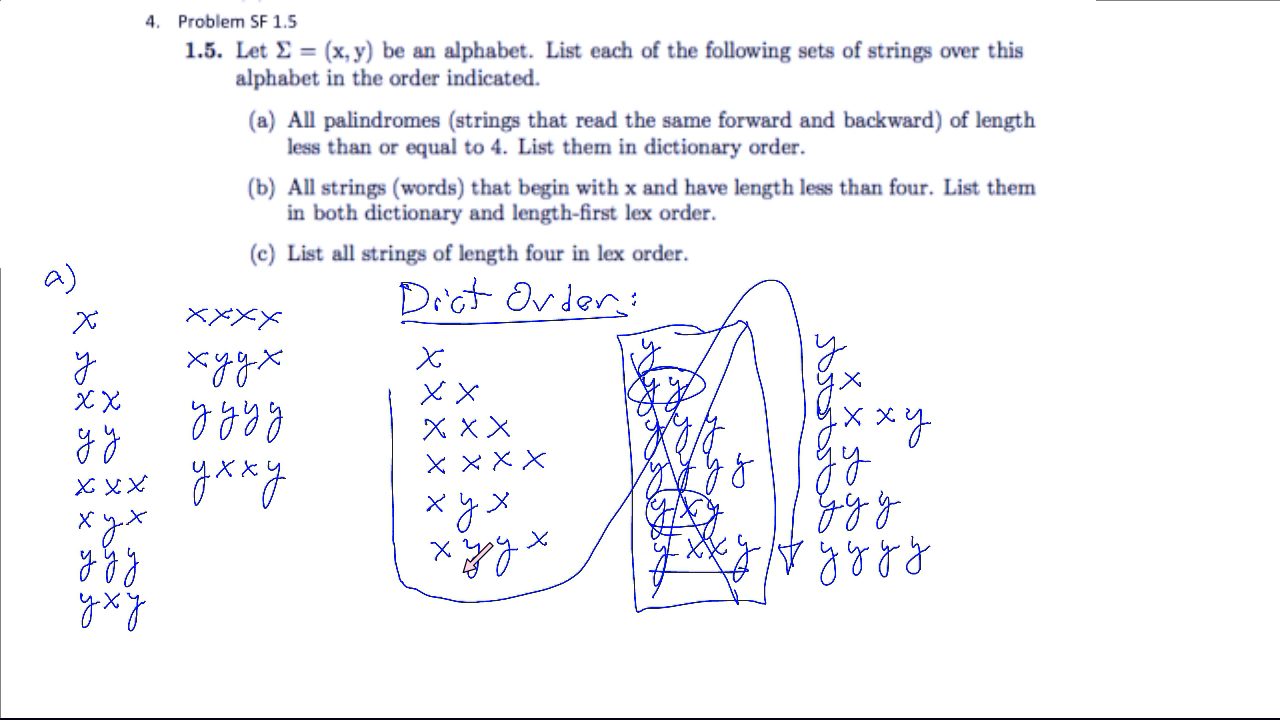 4. Problem SF 1.5
1.5. Let Σ = (x, y) be an alphabet. List each of the following sets of strings over this
alphabet in the order indicated.
(a) All palindromes (strings that read the same forward and backward) of length
less than or equal to 4. List them in dictionary order.
(b) All strings (words) that begin with x and have length less than four. List them
in both dictionary and length-first lex order.
(c) List all strings of length four in lex order.
a)
x
y
xx
yy
xxx
xyx
yyy
yxy
xxxx
xyyx
yyyy
yxxy
Dict Order:
x
xx
xxx
xxxx
xyx
xyyx
y
yy
yyy
yyyy
yxy
yxxy
y
yx
yxxy
yy
yyy
yyyy